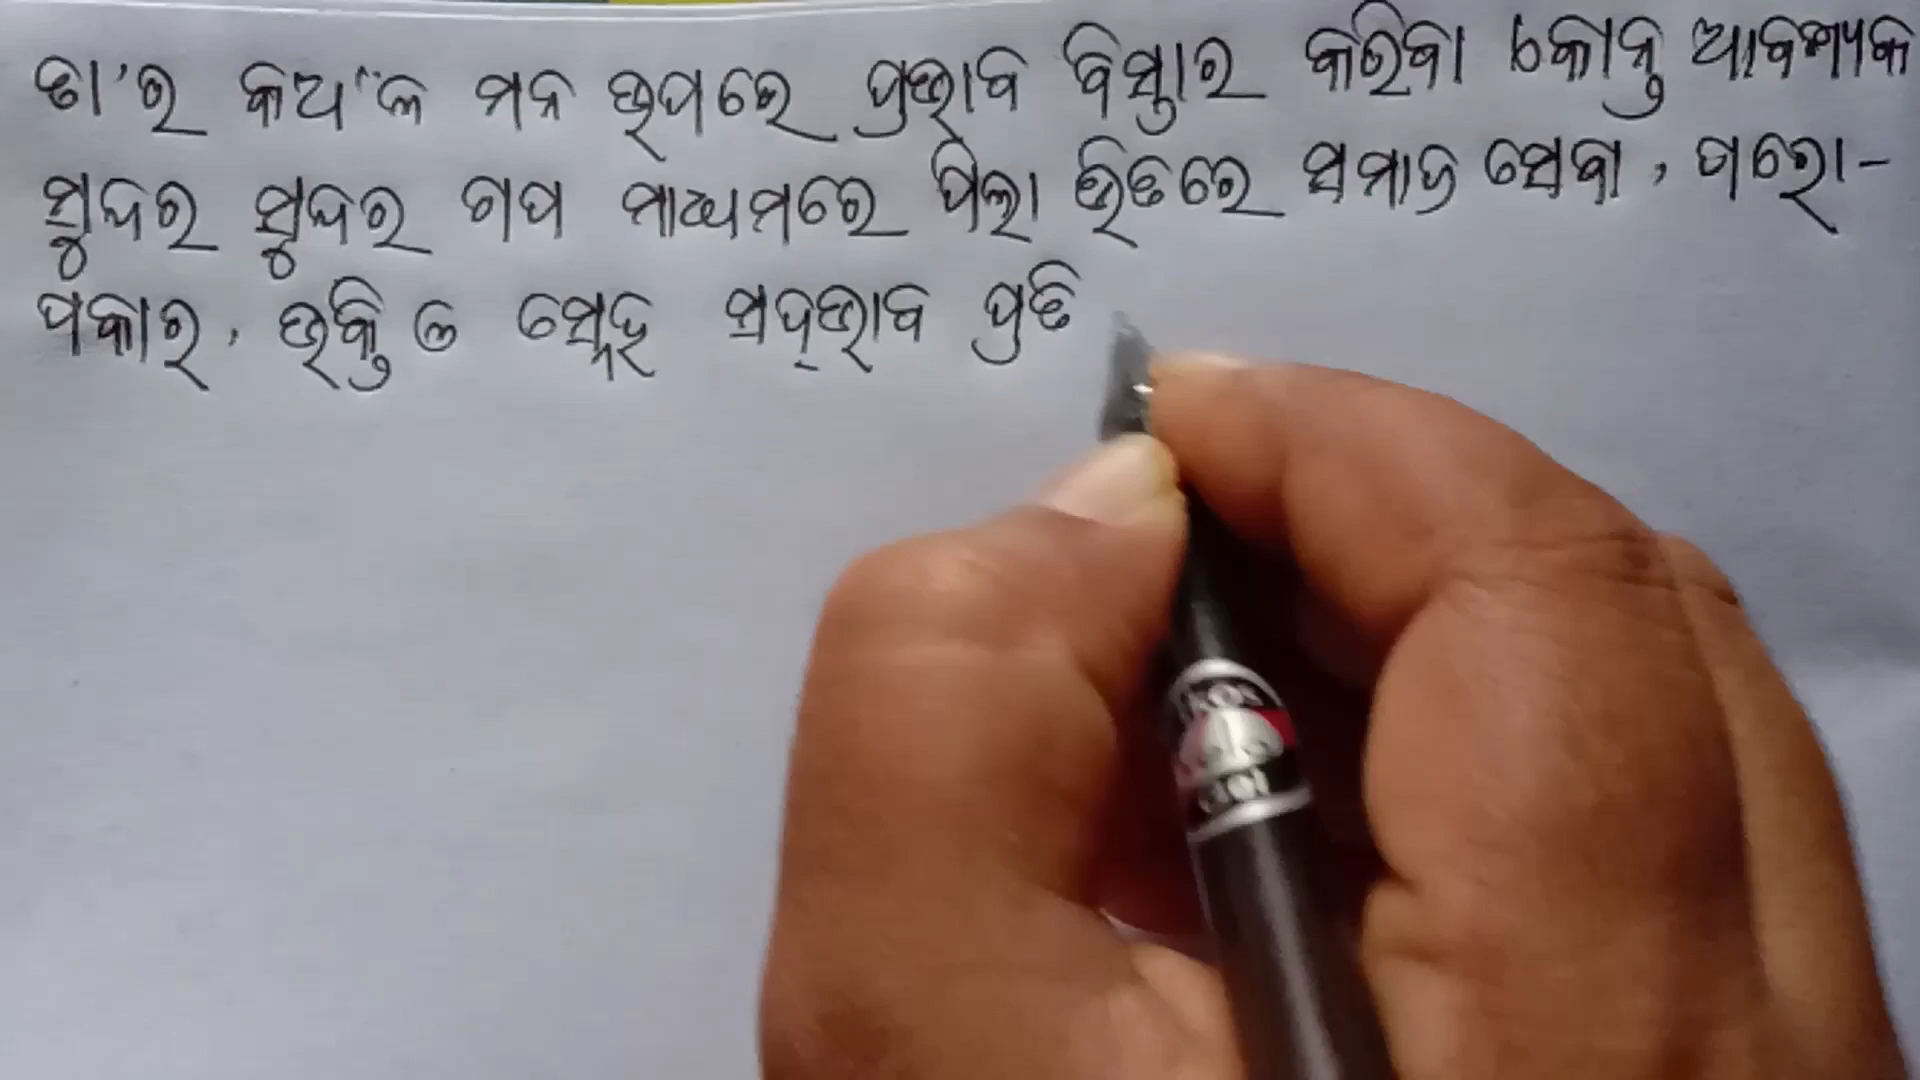 ତା'ର କଅଁଳ ମନ ଉପରେ ପ୍ରଭାବ ବିସ୍ତାର କରିବା ଆବଶ୍ୟକ
ସୁନ୍ଦର ସୁନ୍ଦର ଗପ ମାଧ୍ୟମରେ ପିଲା ଭିତରେ ସମାଜ ସେବା, ପରୋ-
ପକାର, ଭକ୍ତି ଓ ସ୍ନେହ ସଦ୍‌ଭାବ ପ୍ରତି